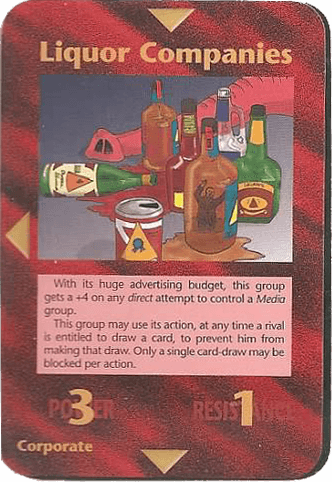 Liquor Companies
With its huge advertising budget, this group
gets a +4 on any direct attempt to control a Media
group.
This group may use its action, at any time a rival
is entitled to draw a card, to prevent him from
making that draw. Only a single card-draw may be
blocked per action.
POWER 3 RESISTANCE 1
Corporate